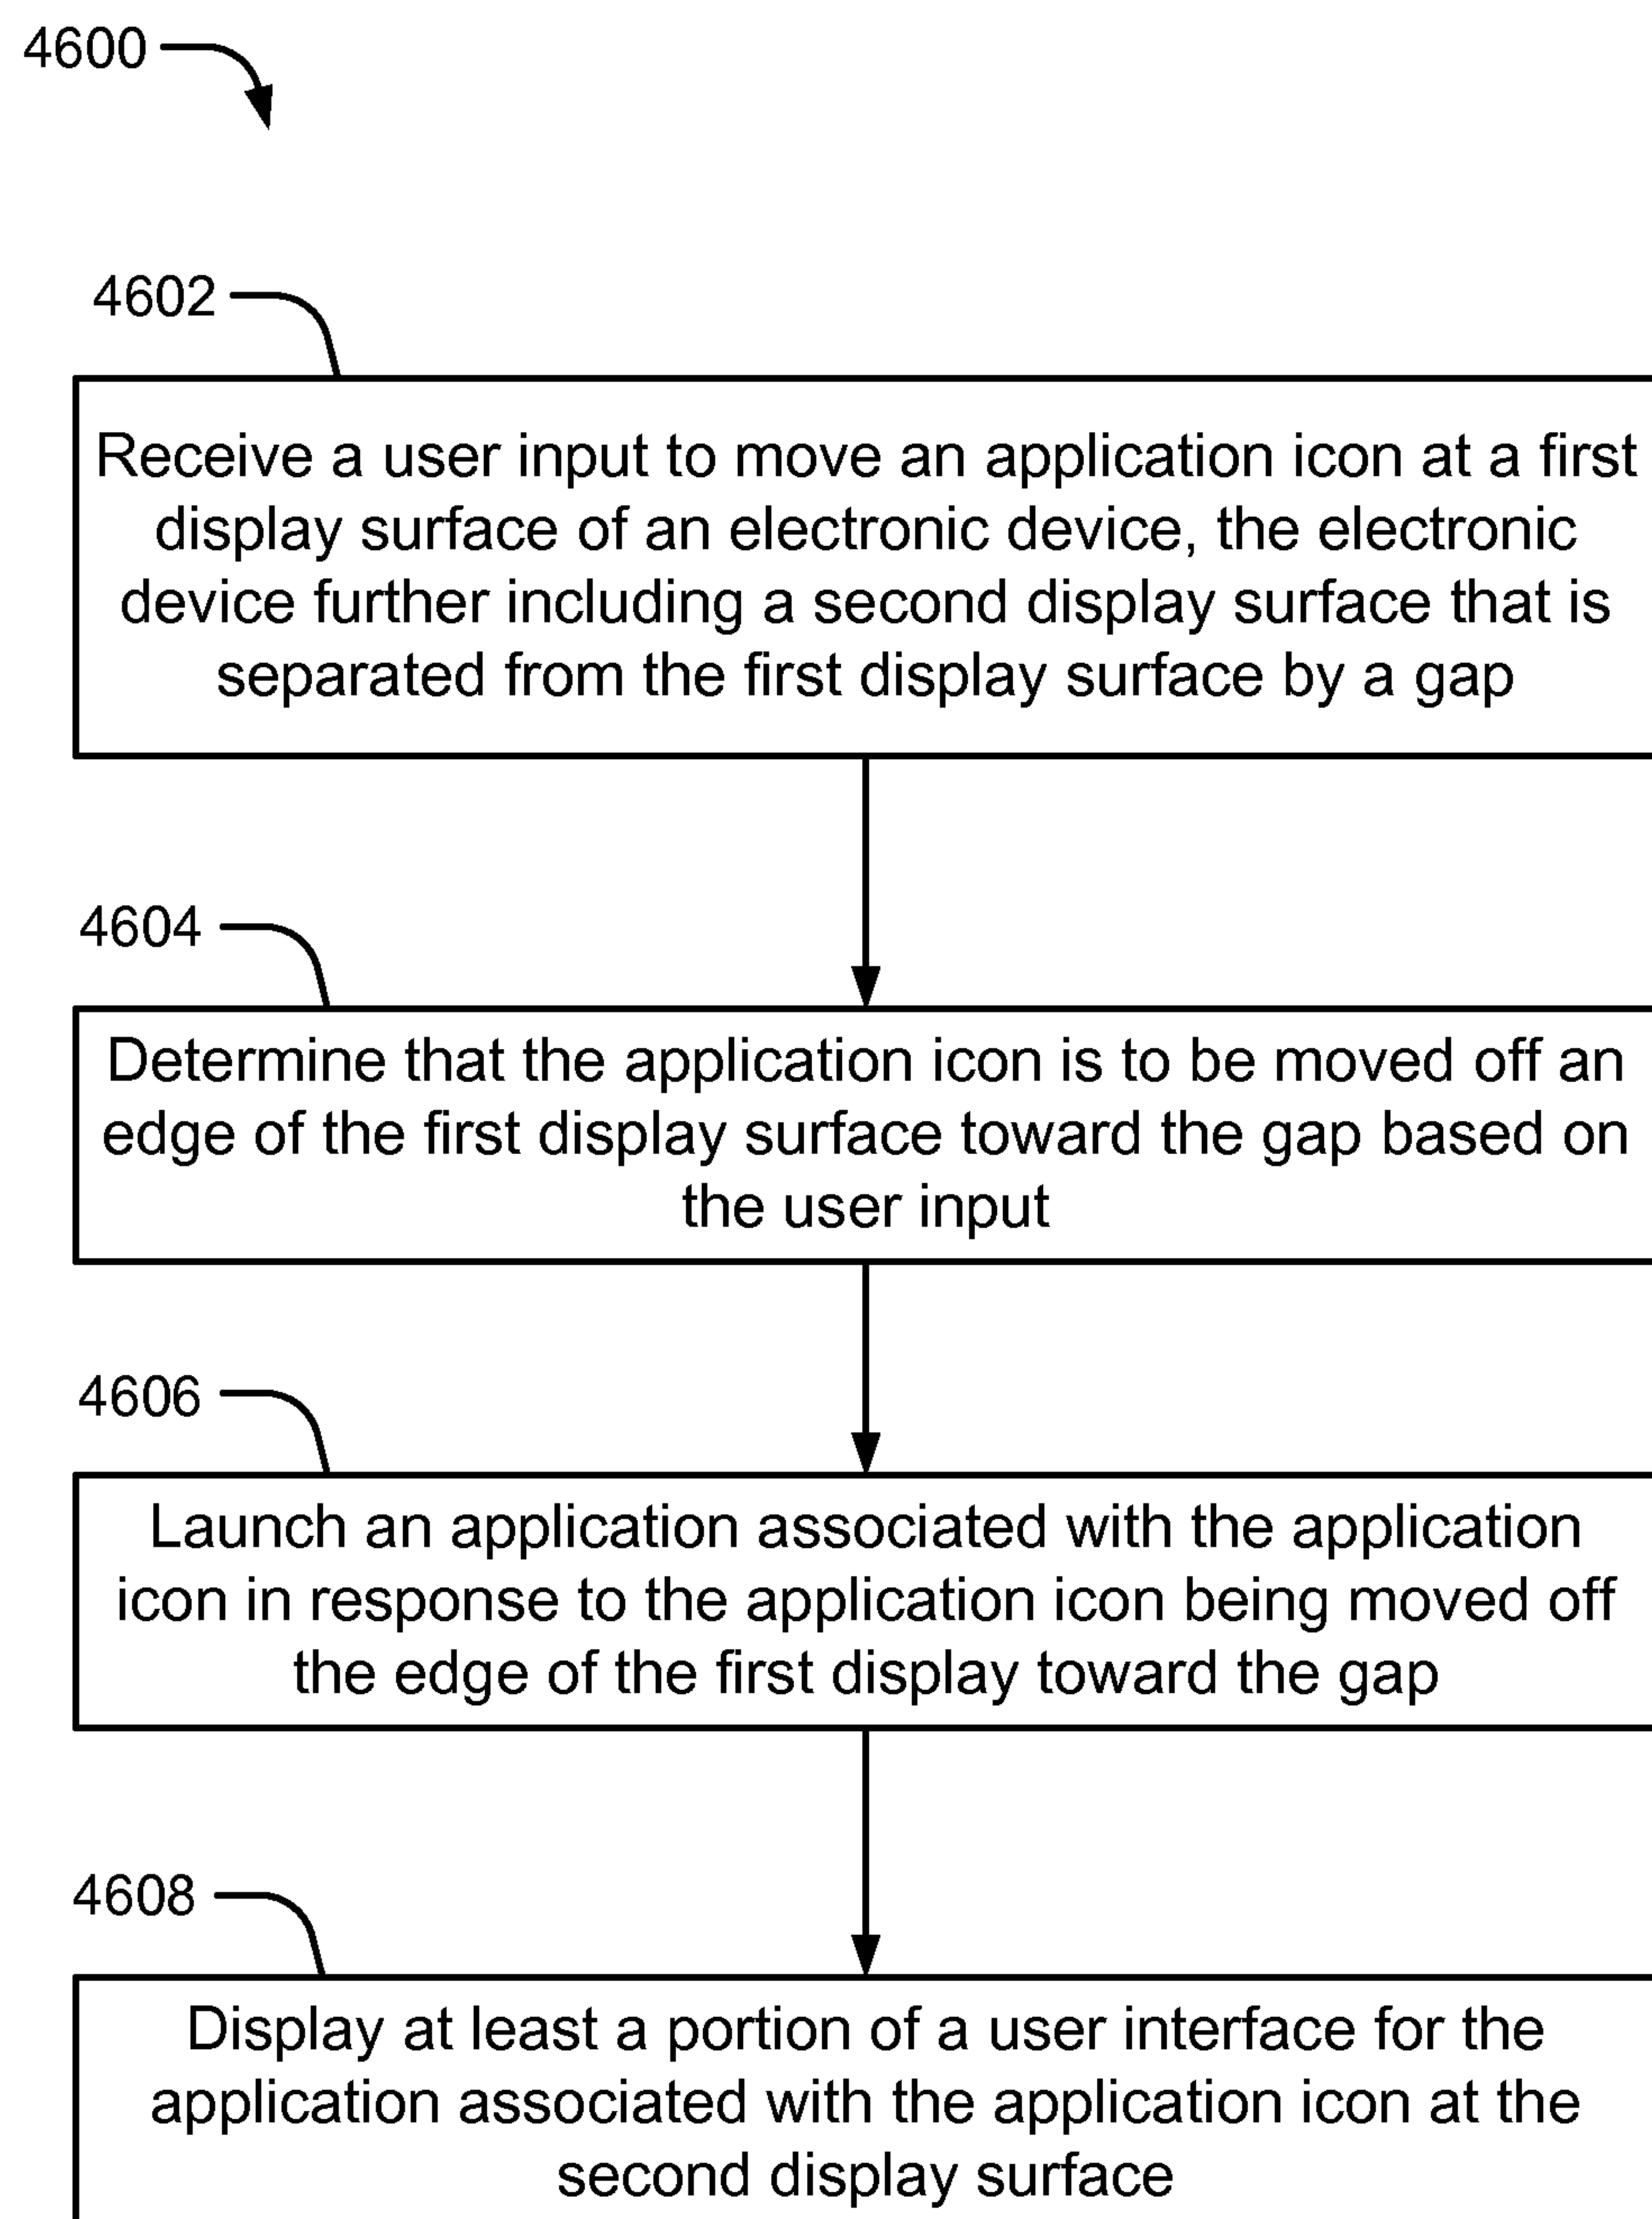 4600
4602
Receive a user input to move an application icon at a first
display surface of an electronic device, the electronic
device further including a second display surface that is
separated from the first display surface by a gap
4604
Determine that the application icon is to be moved off an
edge of the first display surface toward the gap based on
the user input
4606
Launch an application associated with the application
icon in response to the application icon being moved off
the edge of the first display toward the gap
4608
Display at least a portion of a user interface for the
application associated with the application icon at the
second display surface